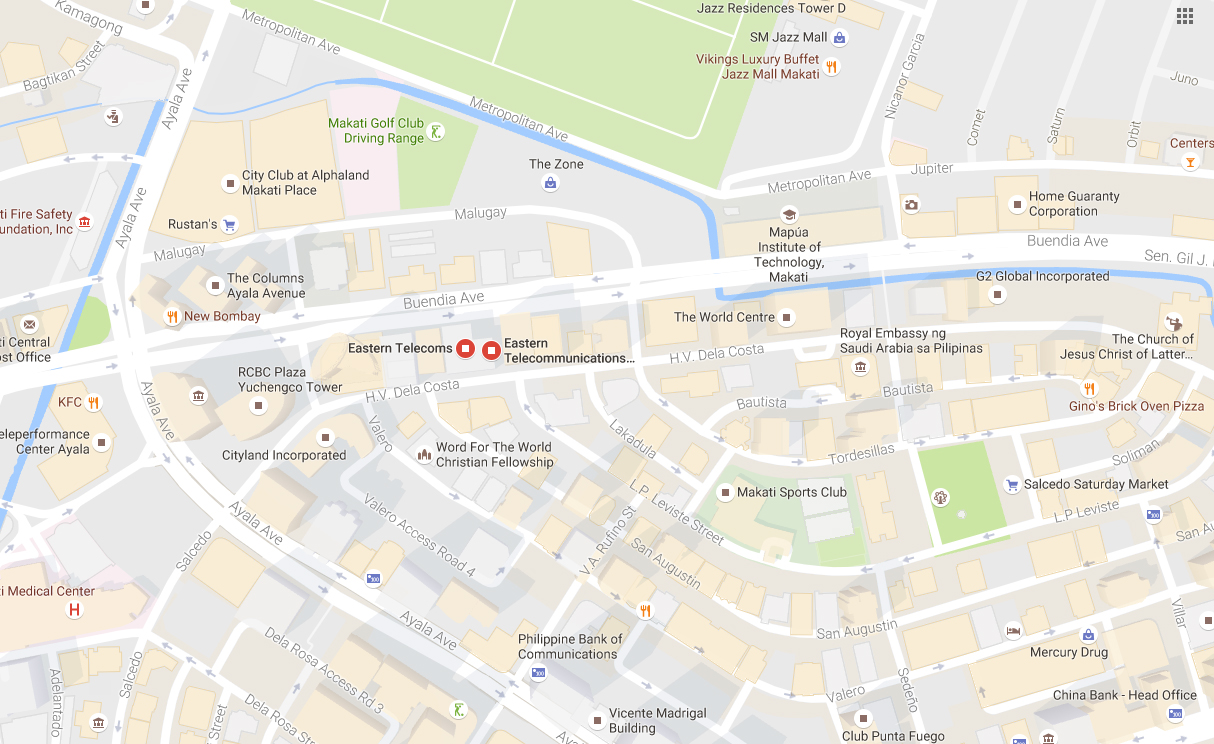 Kamagong
Metropolitan Ave
Jazz Residences Tower D
SM Jazz Mall
Vikings Luxury Buffet
Jazz Mall Makati
Nicanor Garcia
Juno
Bagtikan Street
Ayala Ave
Metropolitan Ave
Comet
Saturn
Orbit
Makati Golf Club
Driving Range
Centers
The Zone
Metropolitan Ave
Jupiter
City Club at Alphaland
Makati Place
Home Guaranty
Corporation
ti Fire Safety
undation, Inc
Rustan's
Ayala Ave
Malugay
Malugay
Mapúa
Institute of
Technology,
Makati
Buendia Ave
Sen. Gil J.
The Columns
Ayala Avenue
G2 Global Incorporated
Buendia Ave
New Bombay
The World Centre
ti Central
ost Office
Eastern Telecoms
Eastern
Telecommunications...
H.V. Dela Costa
Royal Embassy ng
Saudi Arabia sa Pilipinas
The Church of
Jesus Christ of Latter...
RCBC Plaza
Yuchengco Tower
H.V. Dela Costa
Bautista
Bautista
Gino's Brick Oven Pizza
KFC
Ayala Ave
Valero
Lakadula
eleperformance
Center Ayala
Cityland Incorporated
Word For The World
Christian Fellowship
Tordesillas
Soliman
L.P. Leviste Street
Makati Sports Club
Salcedo Saturday Market
Ayala Ave
Valero Access Road 4
V.A. Rufino St
L.P. Leviste
San A
Salcedo
San Augustin
ti Medical Center
Ayala Ave
San Augustin
Villar
Philippine Bank of
Communications
Mercury Drug
Dela Rosa Access Rd 3
Adelantado
Salcedo
Dela Rosa
Street
Valero
Sedeño
China Bank - Head Office
Vicente Madrigal
Building
Aya
Club Punta Fuego